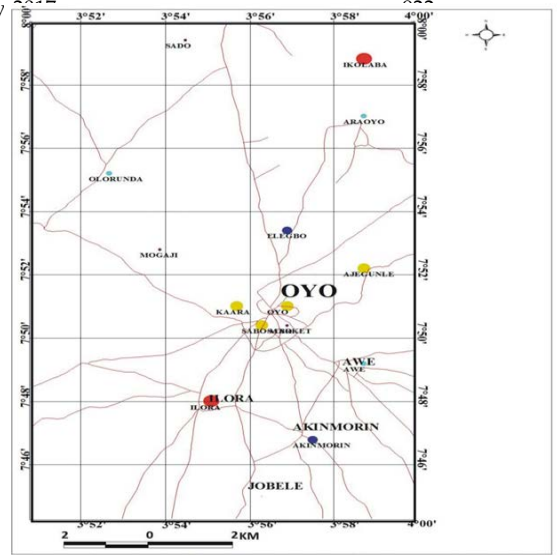 3°52' 3°54' 3°56' 3°58' 4°00'
8°00' 8°00'
SADO
IKOLABA
7°58' 7°58'
ARAOYO
7°56' 7°56'
OLORUNDA
7°54' 7°54'
ELEGBO
MOGAJI
AJEGUNLE
7°52' 7°52'
OYO
KAARA OYO
7°50' 7°50'
AWE
AWE
7°48' 7°48'
ILORA
ILORA
AKINMORIN
AKINMORIN
7°46' 7°46'
JOBELE
3°52' 3°54' 3°56' 3°58' 4°00'
2 0 2KM